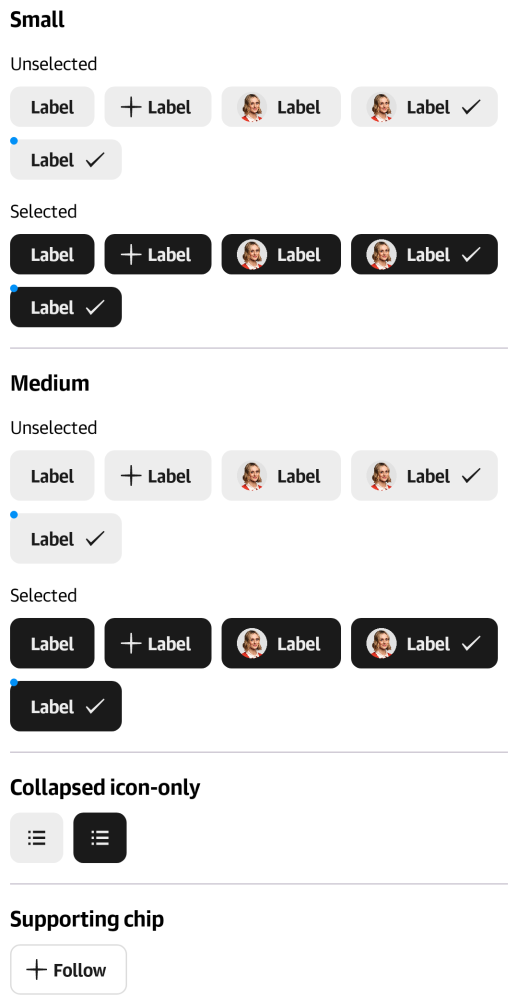 Small
Unselected
Label Label Label Label
Label
Selected
Label Label Label Label
Label
Medium
Unselected
Label Label Label Label
Label
Selected
Label Label Label Label
Label
Collapsed icon-only
Supporting chip
Follow